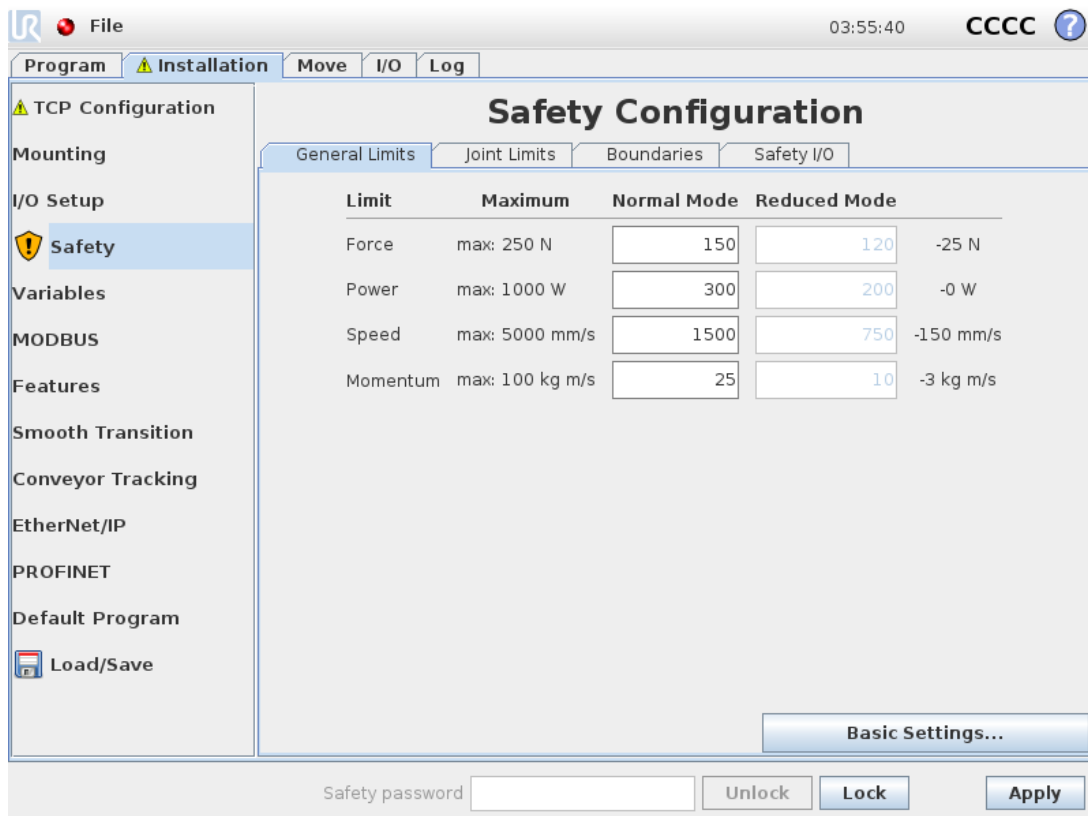 UR File 03:55:40 CCCC ?
Program Installation Move I/O Log
TCP Configuration
Mounting
I/O Setup
Safety
Variables
MODBUS
Features
Smooth Transition
Conveyor Tracking
EtherNet/IP
PROFINET
Default Program
Load/Save
Safety Configuration
General Limits Joint Limits Boundaries Safety I/O
Limit Maximum Normal Mode Reduced Mode
Force max: 250 N 150 120 -25 N
Power max: 1000 W 300 200 -0 W
Speed max: 5000 mm/s 1500 750 -150 mm/s
Momentum max: 100 kg m/s 25 10 -3 kg m/s
Basic Settings...
Safety password Unlock Lock Apply